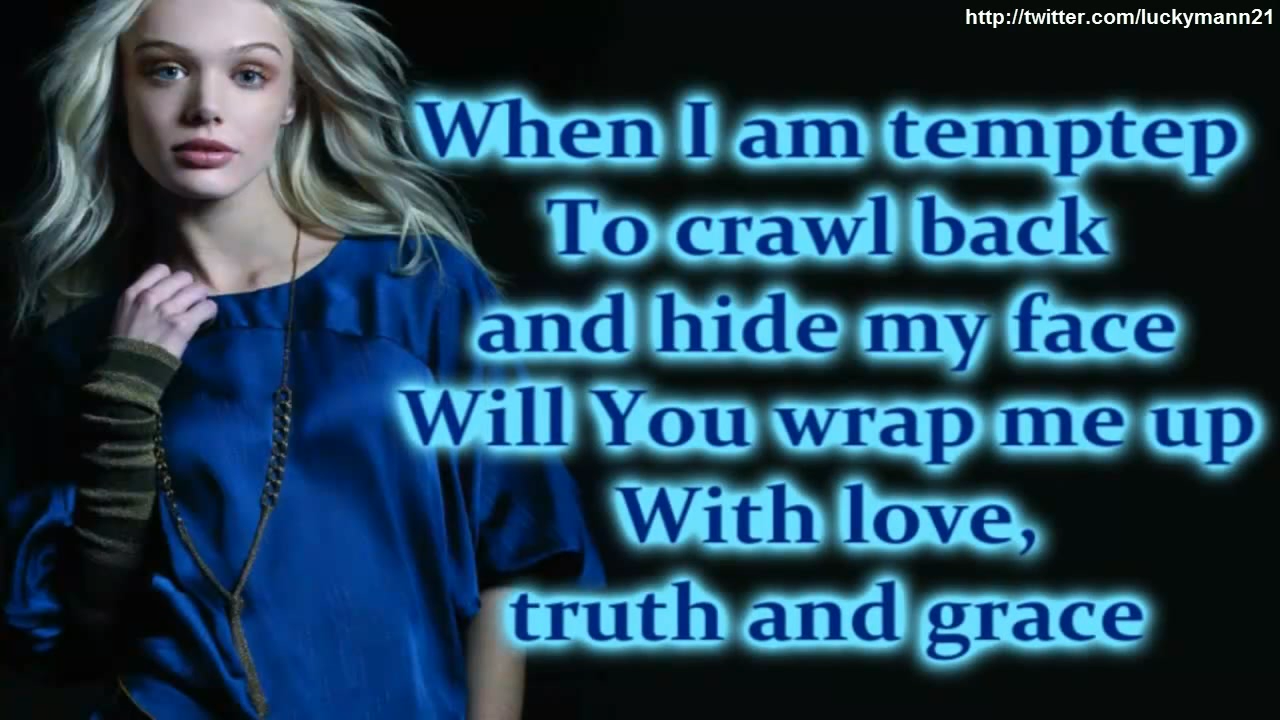 http://twitter.com/luckymann21
When I am temptep
To crawl back
and hide my face
Will You wrap me up
With love,
truth and grace